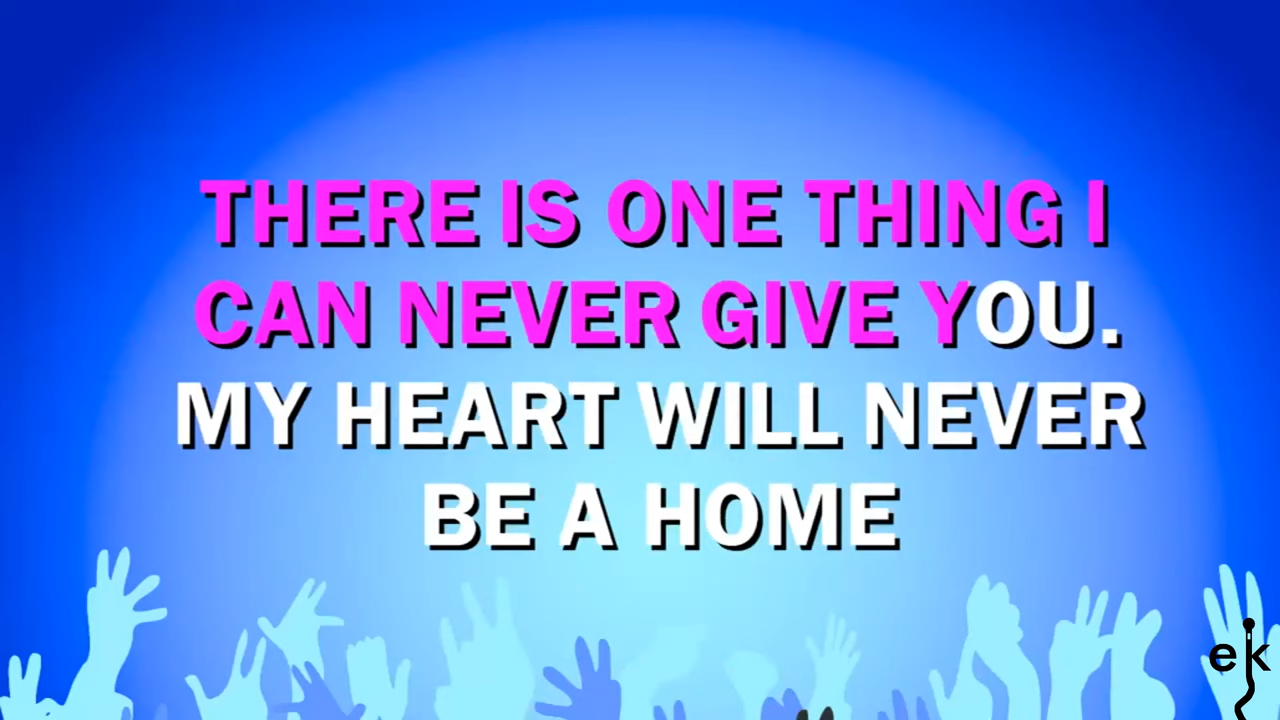 THERE IS ONE THING I
CAN NEVER GIVE YOU.
MY HEART WILL NEVER
BE A HOME
ek